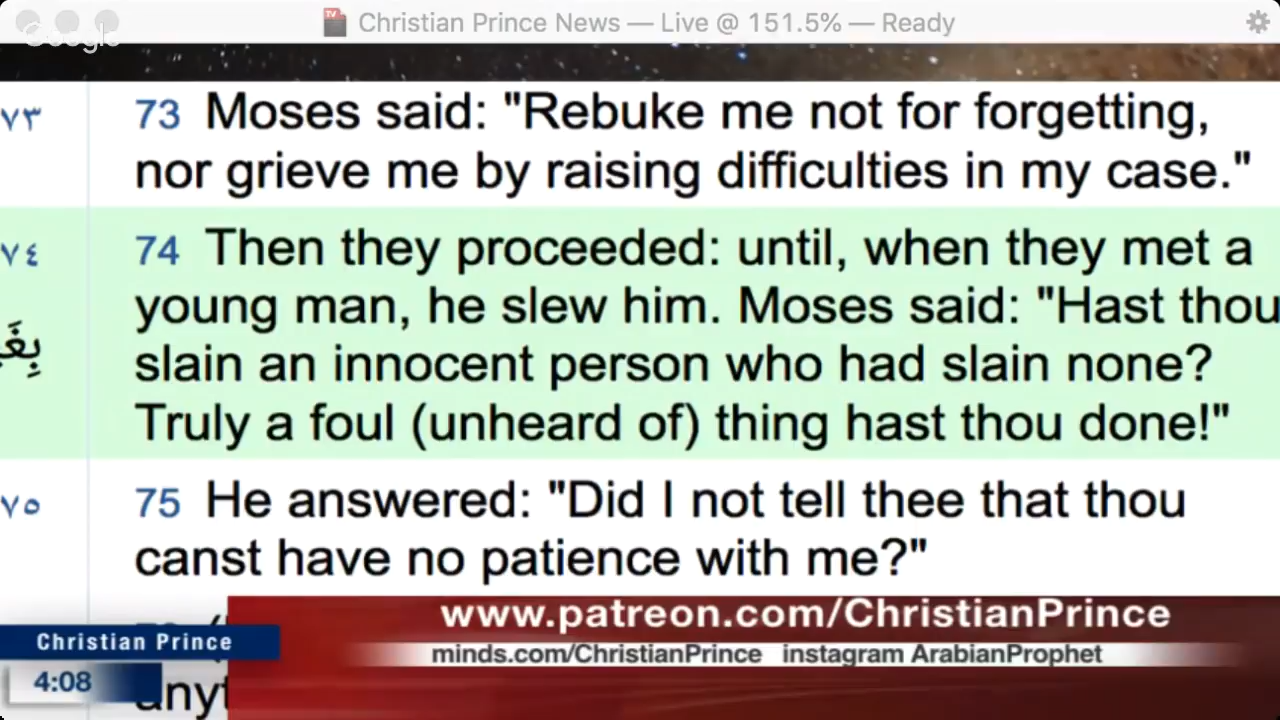 Christian Prince News — Live @ 151.5% — Ready
Google
٧٣
73 Moses said: "Rebuke me not for forgetting,
nor grieve me by raising difficulties in my case."
٧٤
74 Then they proceeded: until, when they met a
young man, he slew him. Moses said: "Hast thou
بِغَ
slain an innocent person who had slain none?
Truly a foul (unheard of) thing hast thou done!"
٧٥
75 He answered: "Did I not tell thee that thou
canst have no patience with me?"
www.patreon.com/ChristianPrince
Christian Prince
minds.com/ChristianPrince instagram ArabianProphet
4:08